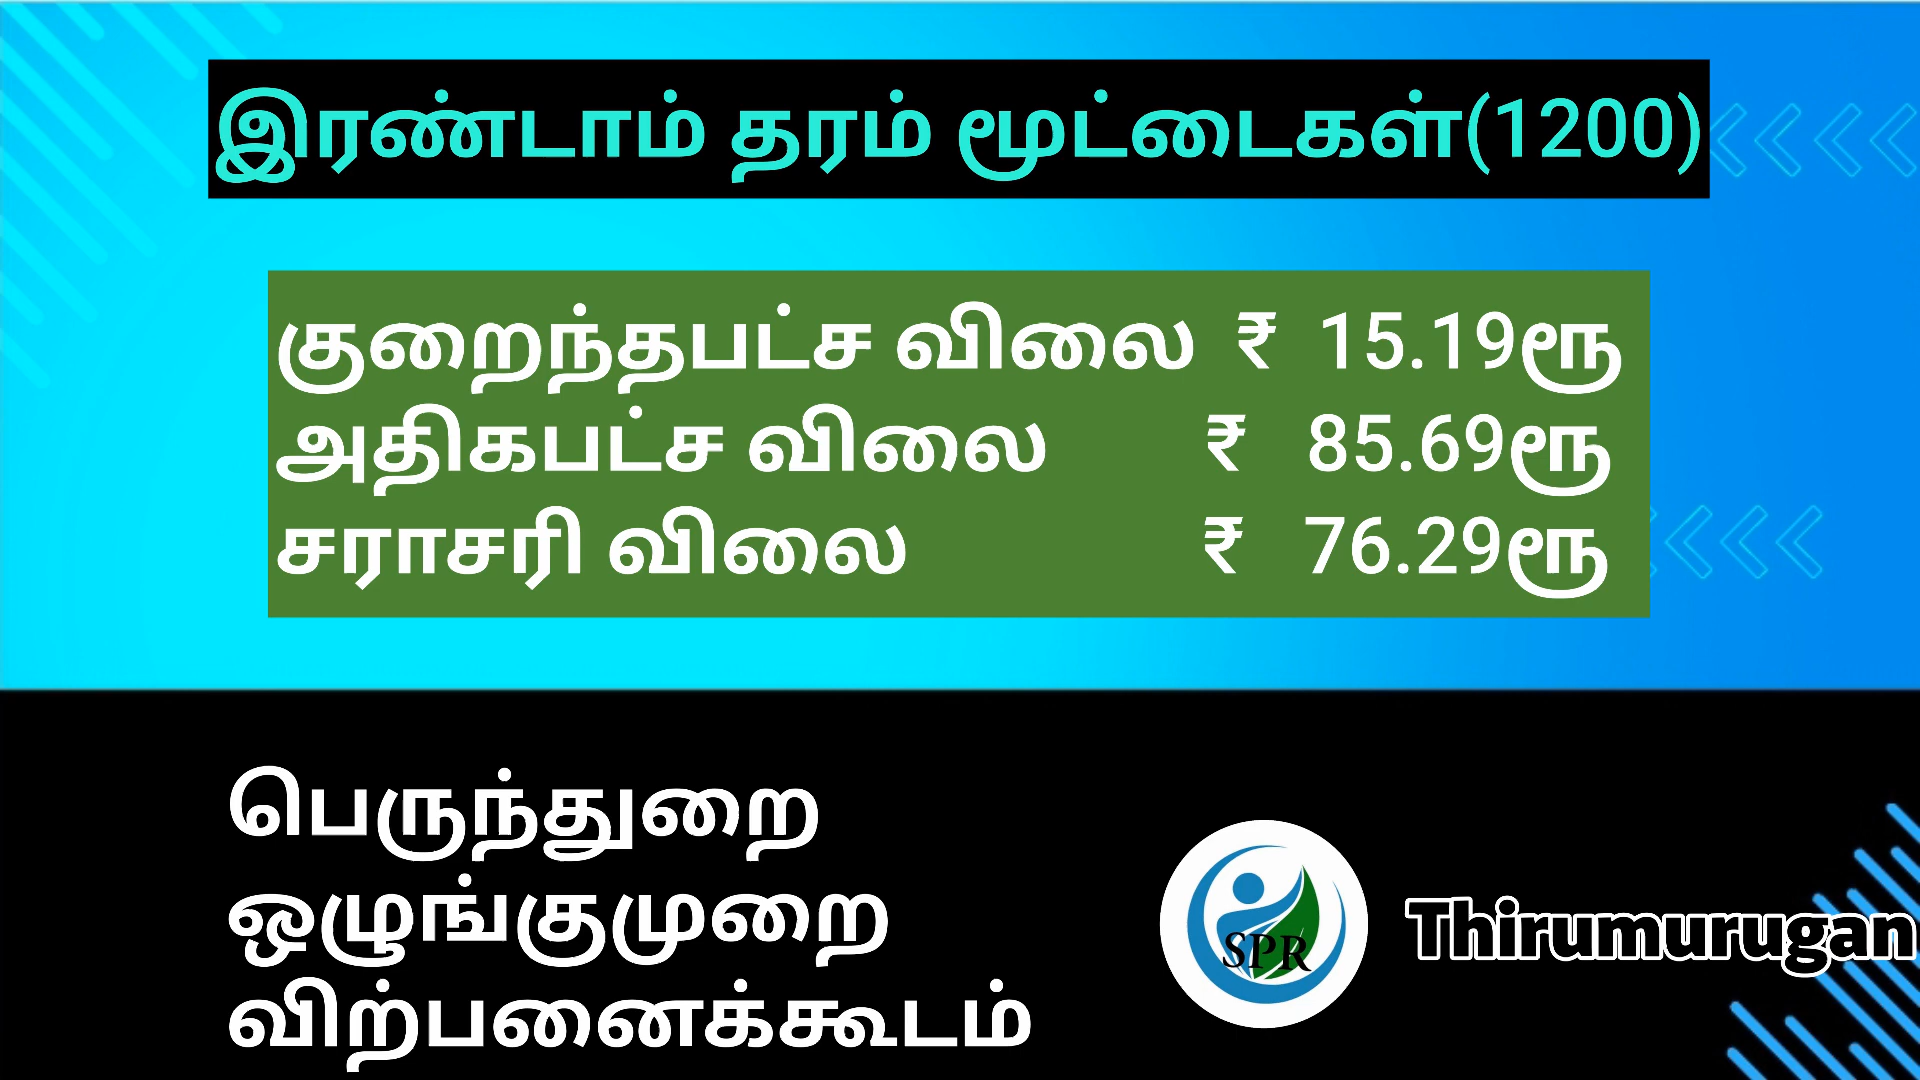 இரண்டாம் தரம் மூட்டைகள்(1200)
குறைந்தபட்ச விலை ₹ 15.19ரூ
அதிகபட்ச விலை ₹ 85.69ரூ
சராசரி விலை ₹ 76.29ரூ
பெருந்துறை
ஒழுங்குமுறை
விற்பனைக்கூடம்
SPR
Thirumurugan